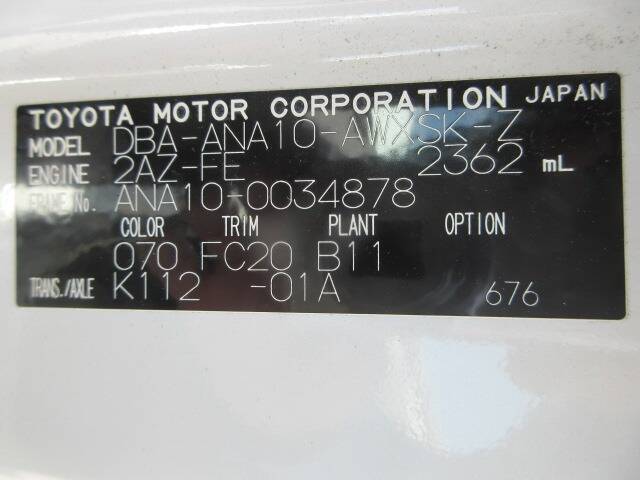 TOYOTA MOTOR CORPORATION JAPAN
MODEL DBA-ANA10-AWXSK-Z
ENGINE 2AZ-FE 2362 mL
FRAME No. ANA10-0034878
COLOR TRIM PLANT OPTION
070 FC20 B11
TRANS./AXLE K112 -01A 676